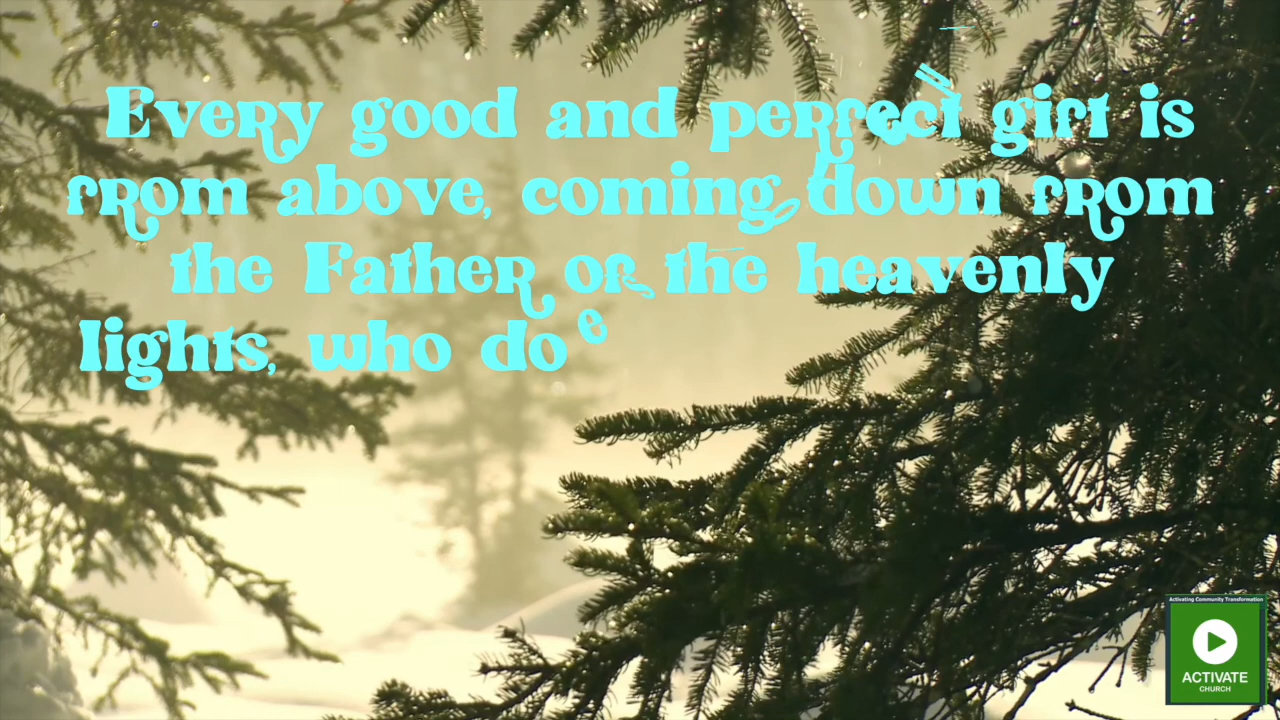 Every good and perfect gift is
from above, coming down from
the Father of the heavenly
lights, who doe
Activating Community Transformation
ACTIVATE
CHURCH